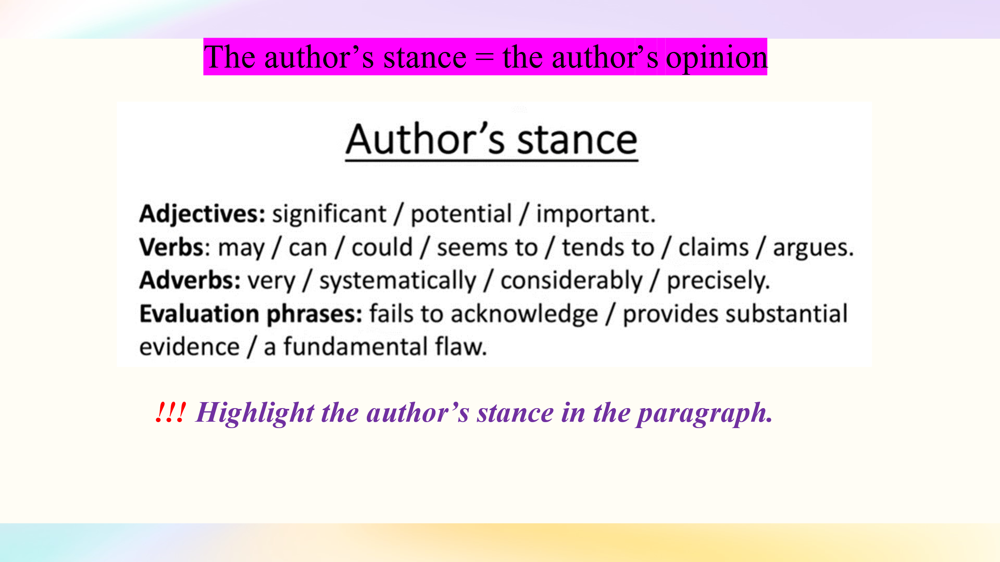 The author’s stance = the author’s opinion
Author’s stance
Adjectives: significant / potential / important.
Verbs: may / can / could / seems to / tends to / claims / argues.
Adverbs: very / systematically / considerably / precisely.
Evaluation phrases: fails to acknowledge / provides substantial
evidence / a fundamental flaw.
!!! Highlight the author’s stance in the paragraph.